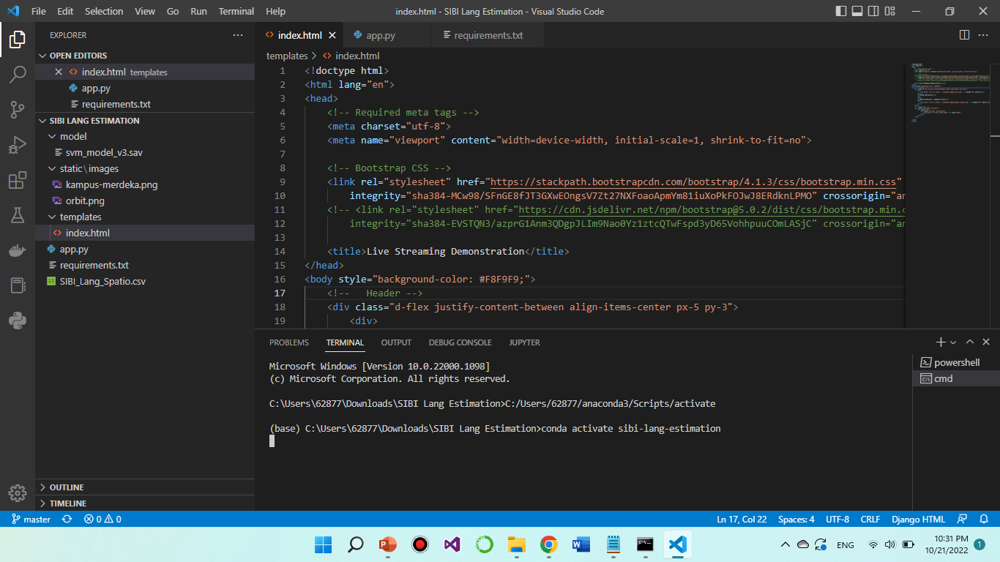 File Edit Selection View Go Run Terminal Help
index.html - SIBI Lang Estimation - Visual Studio Code
EXPLORER
OPEN EDITORS
index.html templates
app.py
requirements.txt
SIBI LANG ESTIMATION
model
svm_model_v3.sav
static\images
kampus-merdeka.png
orbit.png
templates
index.html
app.py
requirements.txt
SIBI_Lang_Spatio.csv
OUTLINE
TIMELINE
index.html app.py requirements.txt
templates > index.html
1 <!doctype html>
2 <html lang="en">
3 <head>
4 <!-- Required meta tags -->
5 <meta charset="utf-8">
6 <meta name="viewport" content="width=device-width, initial-scale=1, shrink-to-fit=no">
7
8 <!-- Bootstrap CSS -->
9 <link rel="stylesheet" href="https://stackpath.bootstrapcdn.com/bootstrap/4.1.3/css/bootstrap.min.css"
10 integrity="sha384-MCw98/SFnGE8fJT3GXwEOngsV7Zt27NXFoaoApmYm81iuXoPkFOJwJ8ERdknLPMO" crossorigin="an
11 <!-- <link rel="stylesheet" href="https://cdn.jsdelivr.net/npm/bootstrap@5.0.2/dist/css/bootstrap.min.c
12 integrity="sha384-EVSTQN3/azprG1Anm3QDgpJLIm9Nao0Yz1ztcQTwFspd3yD65VohhpuuCOmLASjC" crossorigin="an
13
14 <title>Live Streaming Demonstration</title>
15 </head>
16 <body style="background-color: #F8F9F9;">
17 <!--   Header -->
18 <div class="d-flex justify-content-between align-items-center px-5 py-3">
19 <div>
PROBLEMS TERMINAL OUTPUT DEBUG CONSOLE JUPYTER
Microsoft Windows [Version 10.0.22000.1098]
(c) Microsoft Corporation. All rights reserved.
C:\Users\62877\Downloads\SIBI Lang Estimation>C:/Users/62877/anaconda3/Scripts/activate
(base) C:\Users\62877\Downloads\SIBI Lang Estimation>conda activate sibi-lang-estimation
powershell
cmd
master 0 0 Ln 17, Col 22 Spaces: 4 UTF-8 CRLF Django HTML
ENG
10:31 PM
10/21/2022
1